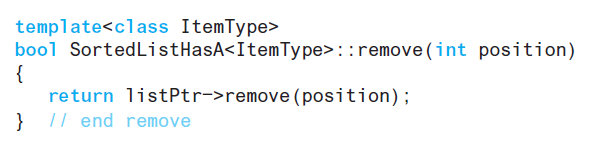 template<class ItemType>
bool SortedListHasA<ItemType>::remove(int position)
{
   return listPtr->remove(position);
}  // end remove